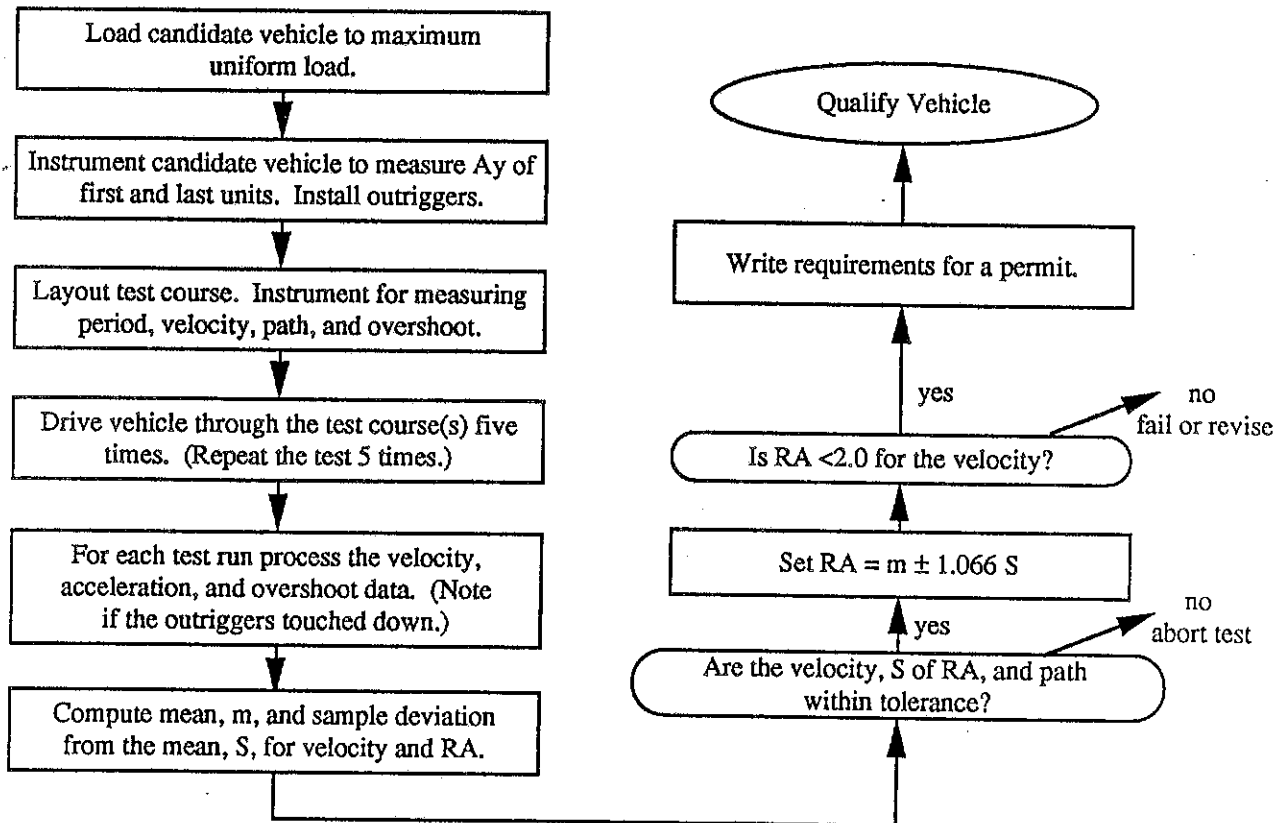 Load candidate vehicle to maximum
uniform load.
Instrument candidate vehicle to measure Ay of
first and last units. Install outriggers.
Layout test course. Instrument for measuring
period, velocity, path, and overshoot.
Drive vehicle through the test course(s) five
times. (Repeat the test 5 times.)
For each test run process the velocity,
acceleration, and overshoot data. (Note
if the outriggers touched down.)
Compute mean, m, and sample deviation
from the mean, S, for velocity and RA.
Are the velocity, S of RA, and path
within tolerance?
no
abort test
yes
Set RA = m ± 1.066 S
Is RA <2.0 for the velocity?
no
fail or revise
yes
Write requirements for a permit.
Qualify Vehicle